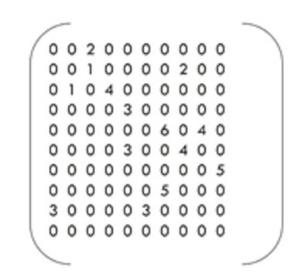 0 0 2 0 0 0 0 0 0 0
0 0 1 0 0 0 0 2 0 0
0 1 0 4 0 0 0 0 0 0
0 0 0 0 3 0 0 0 0 0
0 0 0 0 0 0 6 0 4 0
0 0 0 0 3 0 0 4 0 0
0 0 0 0 0 0 0 0 0 5
0 0 0 0 0 0 5 0 0 0
3 0 0 0 0 3 0 0 0 0
0 0 0 0 0 0 0 0 0 0